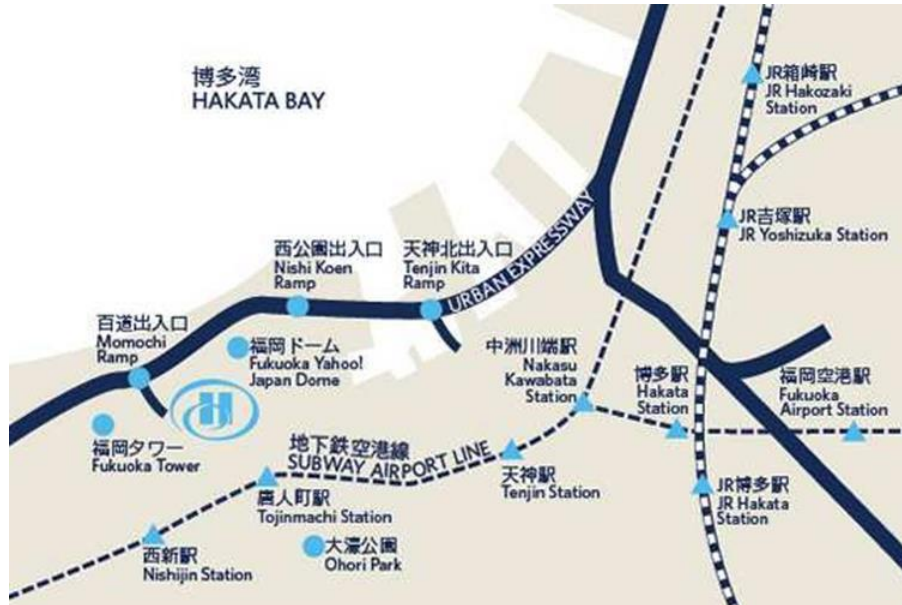 博多湾
HAKATA BAY
JR箱崎駅
JR Hakozaki
Station
JR吉塚駅
JR Yoshizuka Station
西公園出入口
Nishi Koen
Ramp
天神北出入口
Tenjin Kita
Ramp
URBAN EXPRESSWAY
百道出入口
Momochi
Ramp
福岡ドーム
Fukuoka Yahoo!
Japan Dome
中洲川端駅
Nakasu
Kawabata
Station
博多駅
Hakata
Station
福岡空港駅
Fukuoka
Airport Station
H
福岡タワー
Fukuoka Tower
地下鉄空港線
SUBWAY AIRPORT LINE
天神駅
Tenjin Station
唐人町駅
Tojinmachi Station
JR博多駅
JR Hakata
Station
西新駅
Nishijin Station
大濠公園
Ohori Park